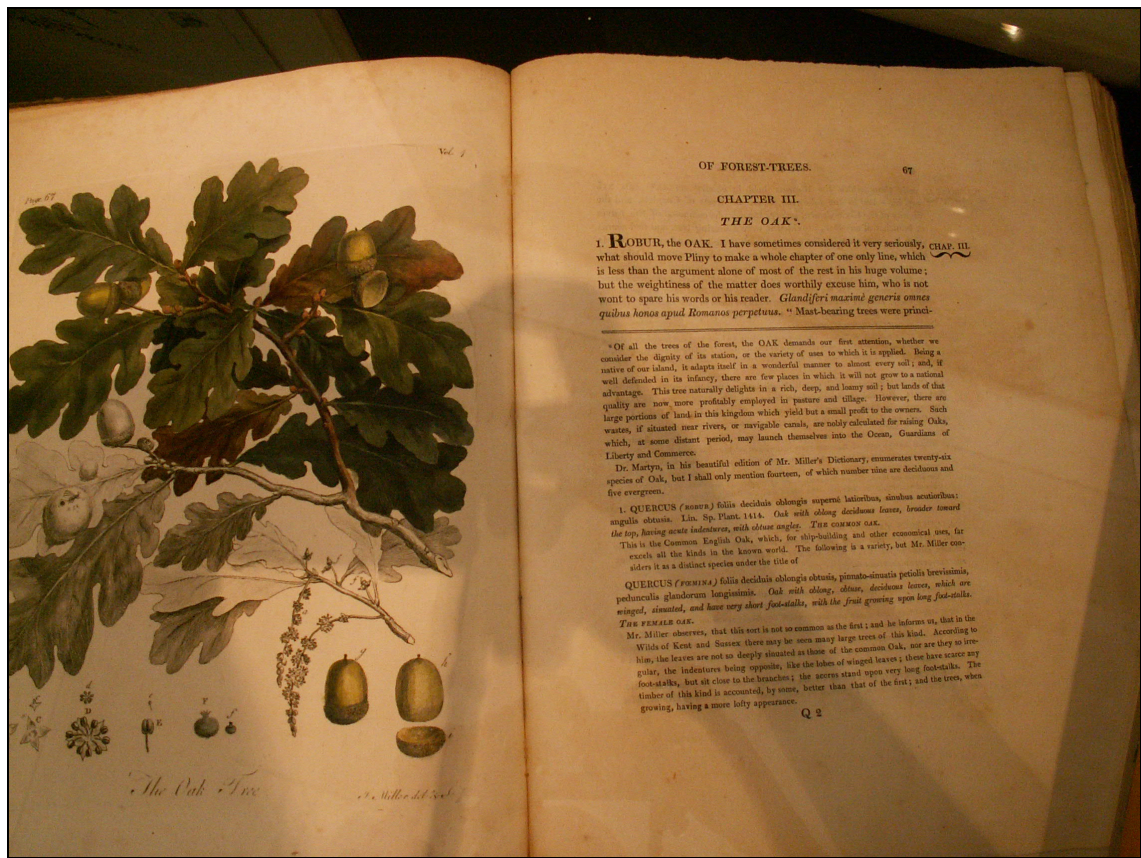 Vol. 1
Page 67
d
D
c
i
E
F
f
g
h
The Oak Tree
J. Miller del.
OF FOREST-TREES.
67
CHAPTER III.
THE OAK*.
1. ROBUR, the OAK. I have sometimes considered it very seriously,
CHAP. III.
what should move Pliny to make a whole chapter of one only line, which
is less than the argument alone of most of the rest in his huge volume;
but the weightiness of the matter does worthily excuse him, who is not
wont to spare his words or his reader. Glandiferi maximè generis omnes
quibus honos apud Romanos perpetuus. “ Mast-bearing trees were princi-
*Of all the trees of the forest, the OAK demands our first attention, whether we
consider the dignity of its station, or the variety of uses to which it is applied. Being a
native of our island, it adapts itself in a wonderful manner to almost every soil; and, if
well defended in its infancy, there are few places in which it will not grow to a national
advantage. This tree naturally delights in a rich, deep, and loamy soil; but lands of that
quality are now more profitably employed in pasture and tillage. However, there are
large portions of land in this kingdom which yield but a small profit to the owners. Such
wastes, if situated near rivers, or navigable canals, are nobly calculated for raising Oaks,
which, at some distant period, may launch themselves into the Ocean, Guardians of
Liberty and Commerce.
Dr. Martyn, in his beautiful edition of Mr. Miller's Dictionary, enumerates twenty-six
species of Oak, but I shall only mention fourteen, of which number nine are deciduous and
five evergreen.
1. QUERCUS (ROBUR) foliis deciduis oblongis supernè latioribus, sinubus acutioribus:
angulis obtusis. Lin. Sp. Plant. 1414. Oak with oblong deciduous leaves, broader toward
the top, having acute indentures, with obtuse angles. THE COMMON OAK.
This is the Common English Oak, which, for ship-building and other economical uses, far
excels all the kinds in the known world. The following is a variety, but Mr. Miller con-
siders it as a distinct species under the title of
QUERCUS (FŒMINA) foliis deciduis oblongis obtusis, pinnato-sinuatis petiolis brevissimis,
pedunculis glandorum longissimis. Oak with oblong, obtuse, deciduous leaves, which are
winged, sinuated, and have very short foot-stalks, with the fruit growing upon long foot-stalks.
THE FEMALE OAK.
Mr. Miller observes, that this sort is not so common as the first; and he informs us, that in the
Wilds of Kent and Sussex there may be seen many large trees of this kind. According to
him, the leaves are not so deeply sinuated as those of the common Oak, nor are they so irre-
gular, the indentures being opposite, like the lobes of winged leaves; these have scarce any
foot-stalks, but sit close to the branches; the acorns stand upon very long foot-stalks. The
timber of this kind is accounted, by some, better than that of the first; and the trees, when
growing, having a more lofty appearance.
Q 2